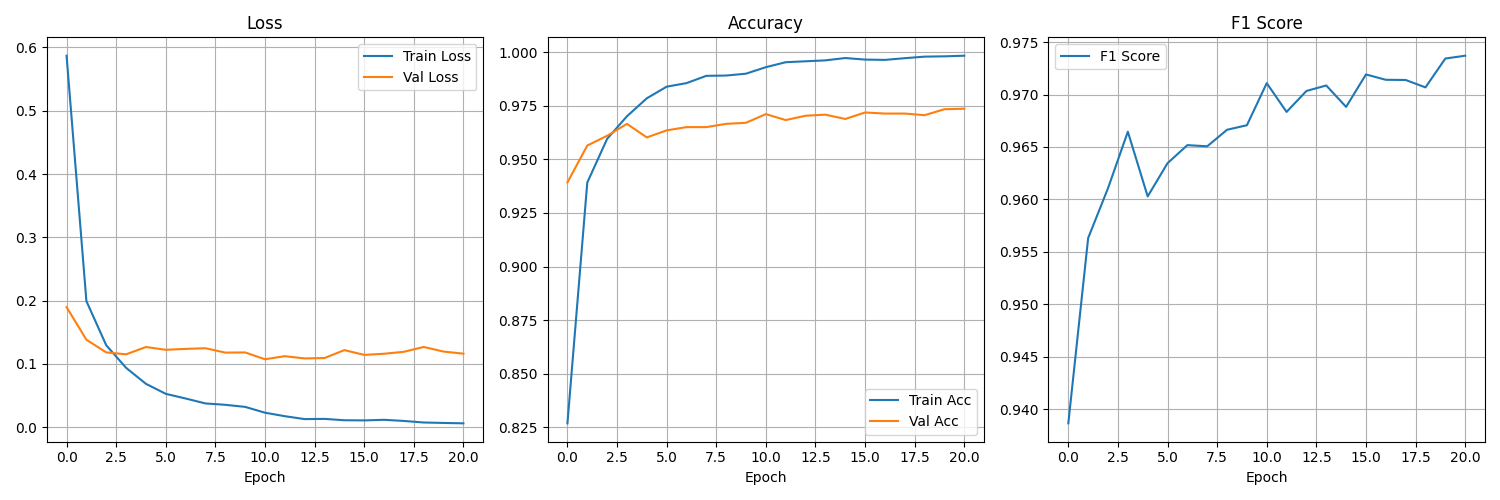 Loss
0.6
0.5
0.4
0.3
0.2
0.1
0.0
Train Loss
Val Loss
0.0 2.5 5.0 7.5 10.0 12.5 15.0 17.5 20.0
Epoch
Accuracy
1.000
0.975
0.950
0.925
0.900
0.875
0.850
0.825
Train Acc
Val Acc
0.0 2.5 5.0 7.5 10.0 12.5 15.0 17.5 20.0
Epoch
F1 Score
0.975
0.970
0.965
0.960
0.955
0.950
0.945
0.940
F1 Score
0.0 2.5 5.0 7.5 10.0 12.5 15.0 17.5 20.0
Epoch